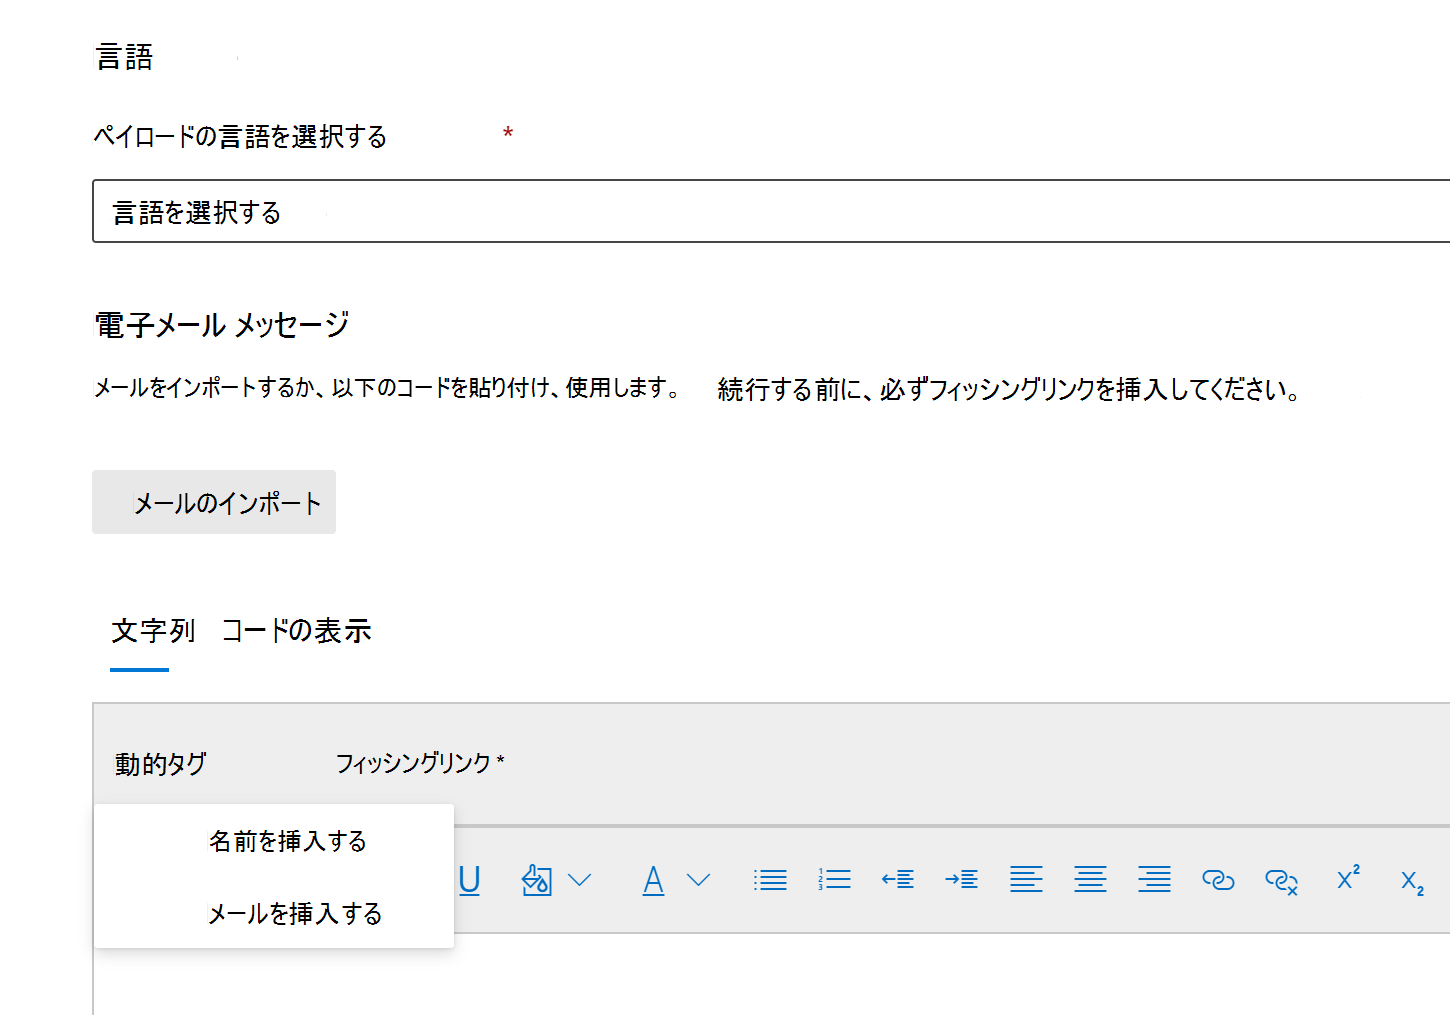 言語
ペイロードの言語を選択する *
言語を選択する
電子メール メッセージ
メールをインポートするか、以下のコードを貼り付け、使用します。 続行する前に、必ずフィッシングリンクを挿入してください。
メールのインポート
文字列 コードの表示
動的タグ フィッシングリンク *
名前を挿入する
メールを挿入する